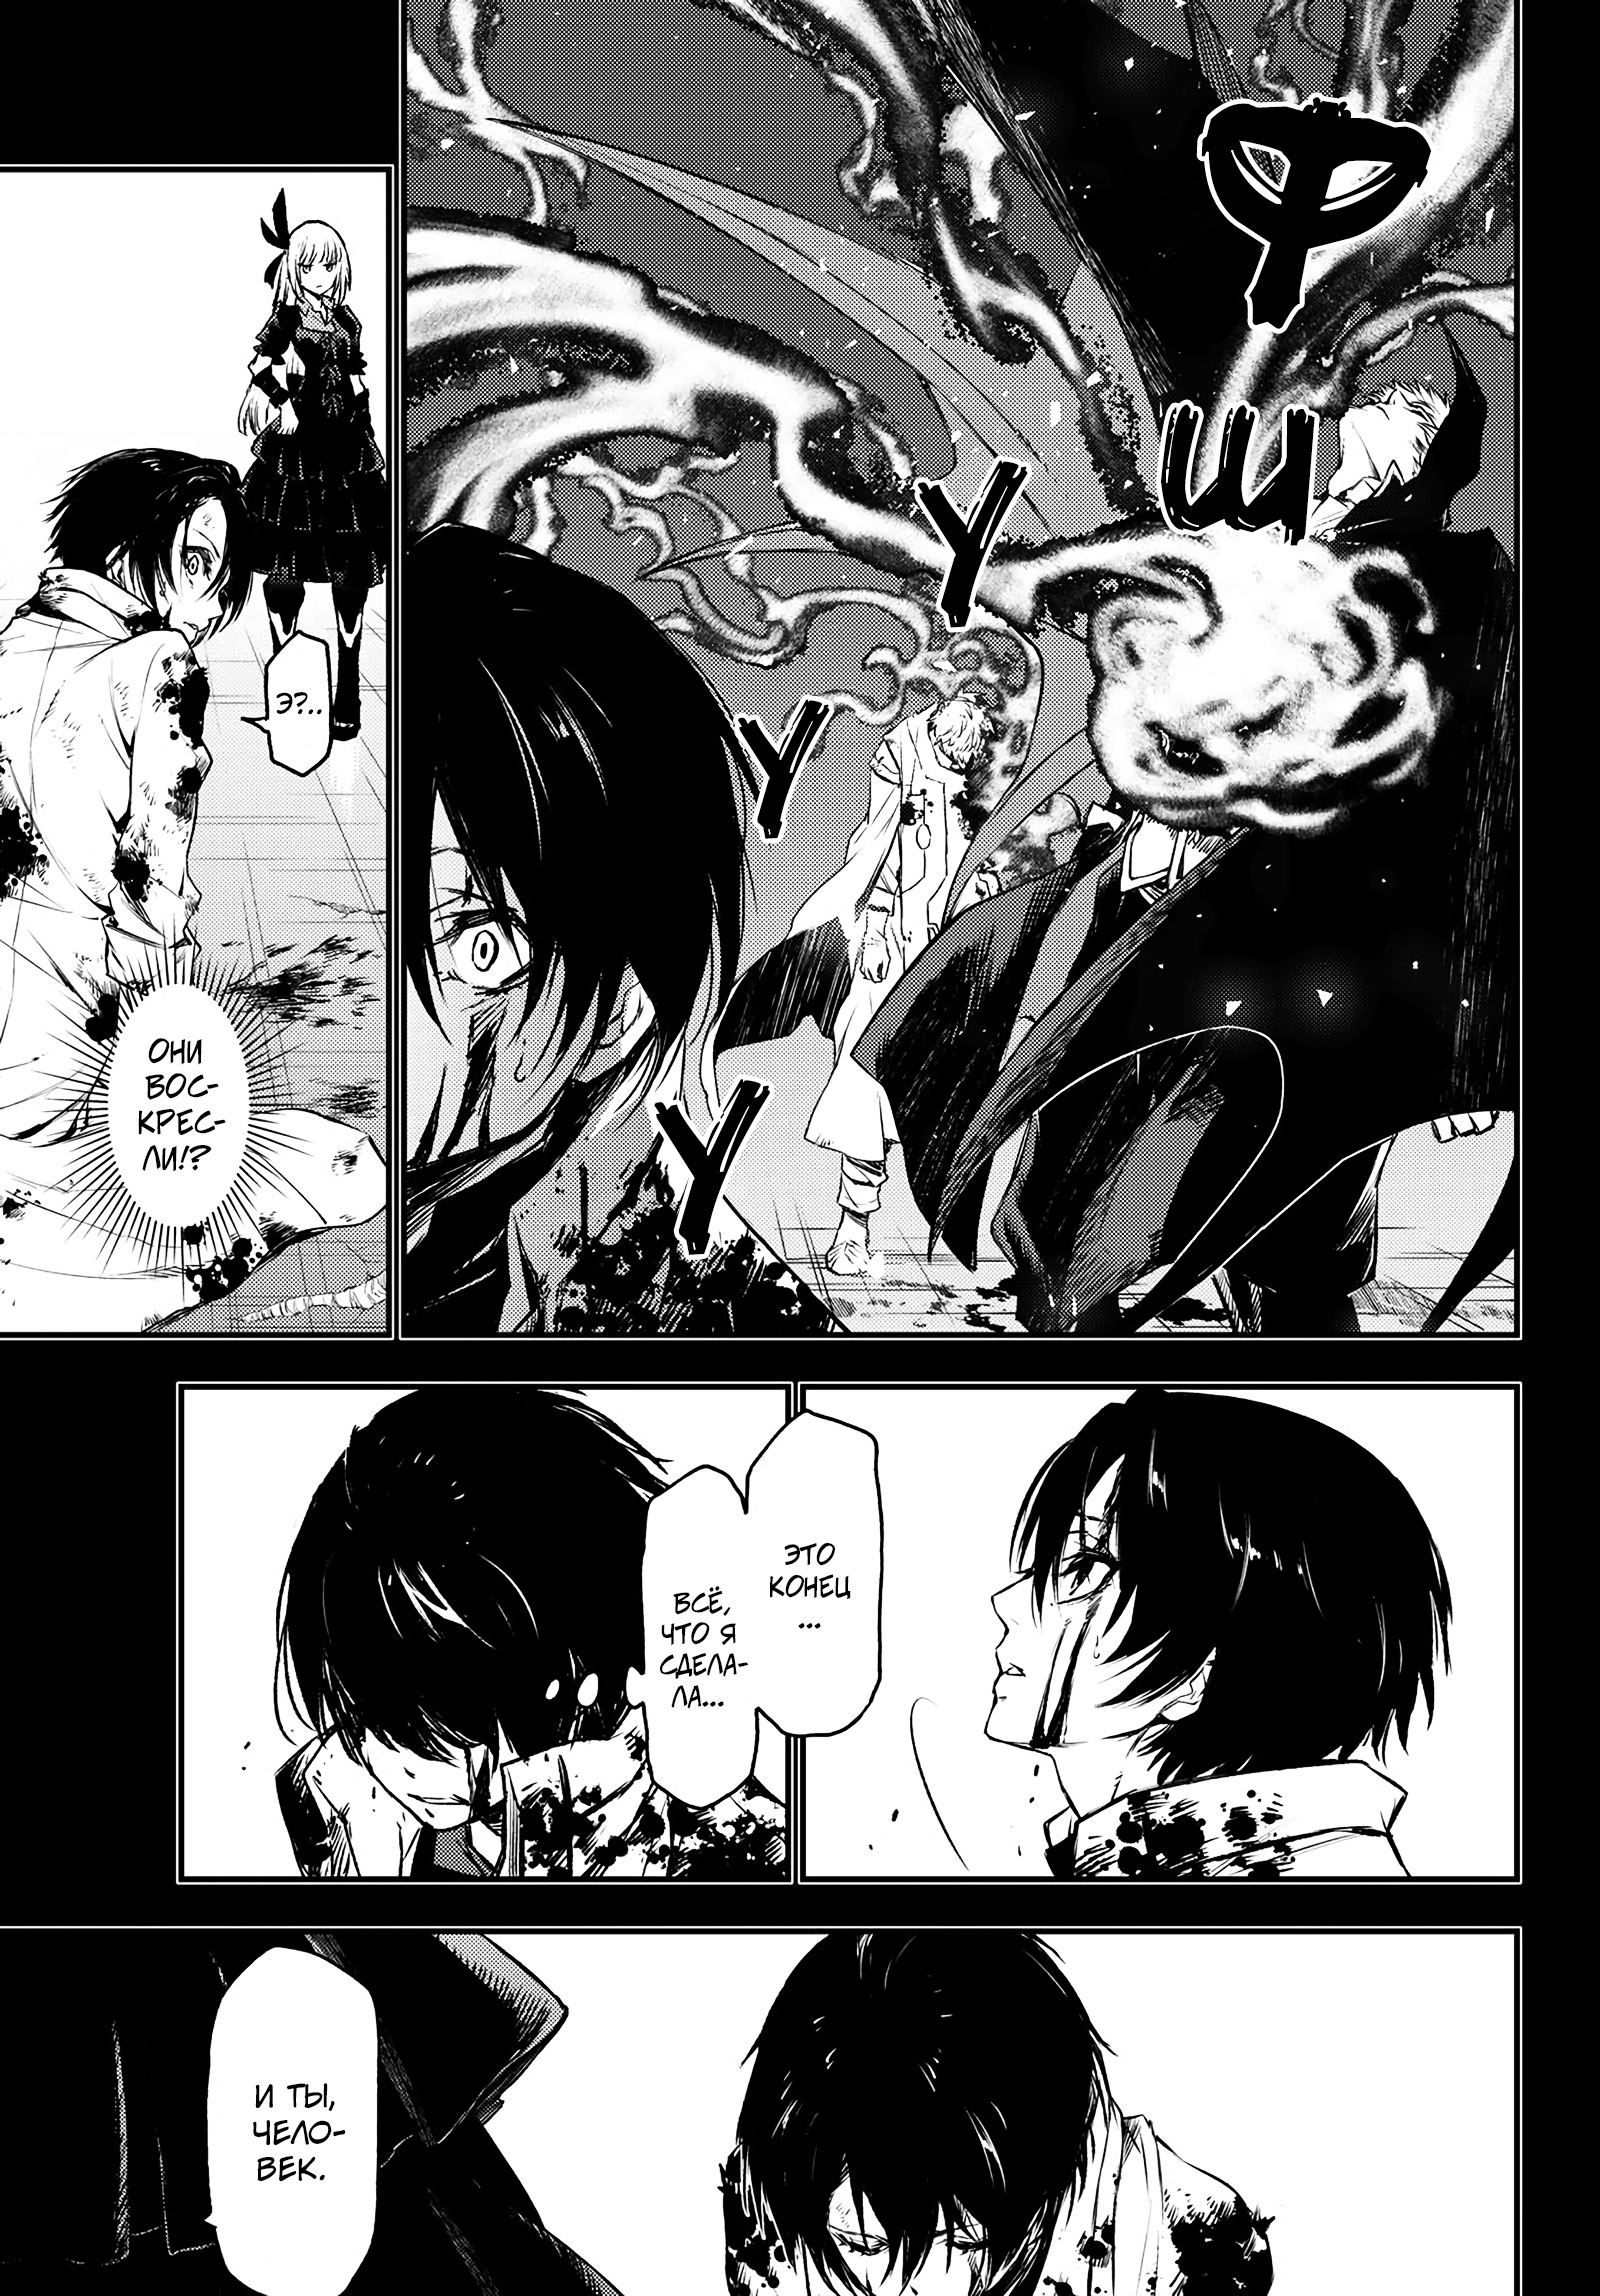 Ф
Ш
У
У
У
Э?..
ОНИ
ВОС-
КРЕС-
ЛИ!?
ЭТО
КОНЕЦ
...
ВСЁ,
ЧТО Я
СДЕЛА-
ЛА...
И ТЫ,
ЧЕЛО-
ВЕК.